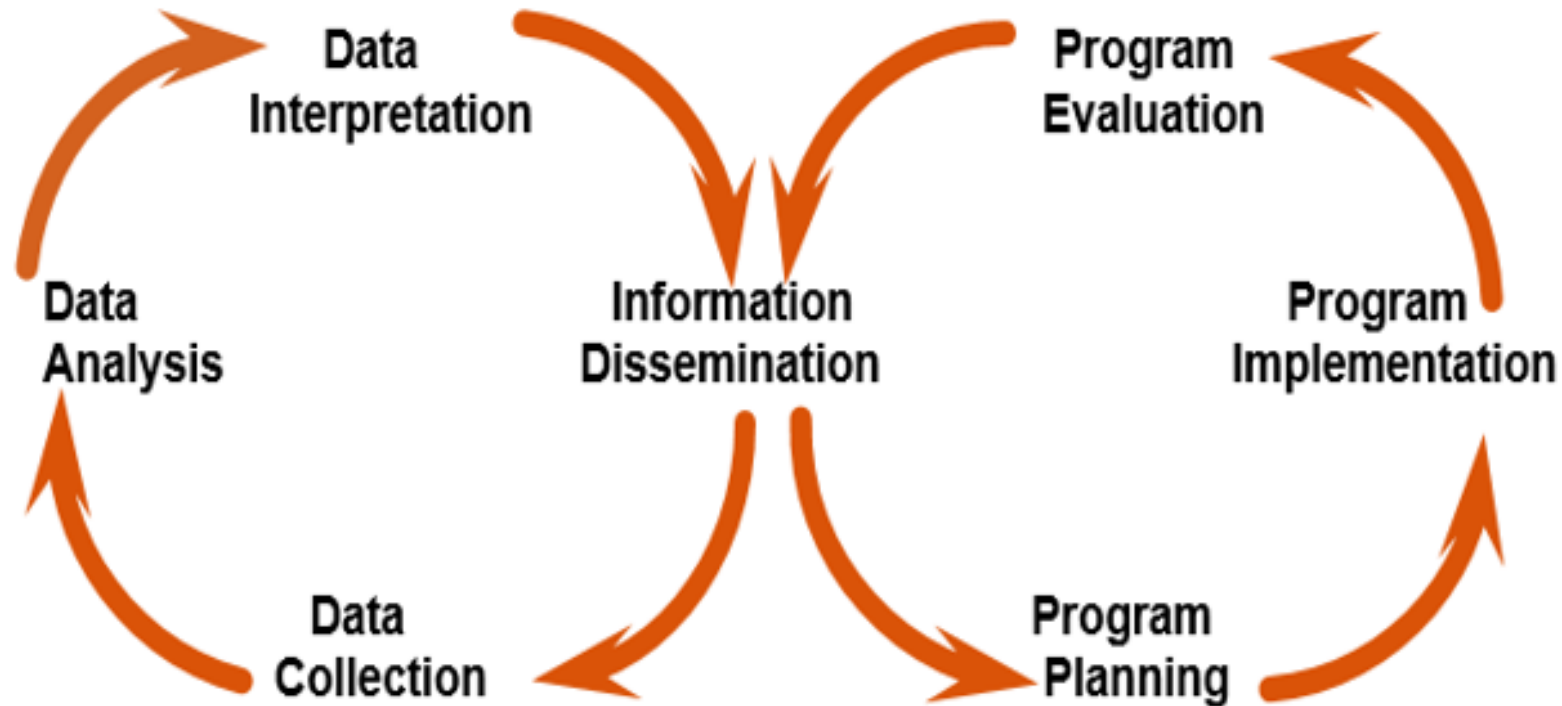 Data
Interpretation
Program
Evaluation
Data
Analysis
Information
Dissemination
Program
Implementation
Data
Collection
Program
Planning